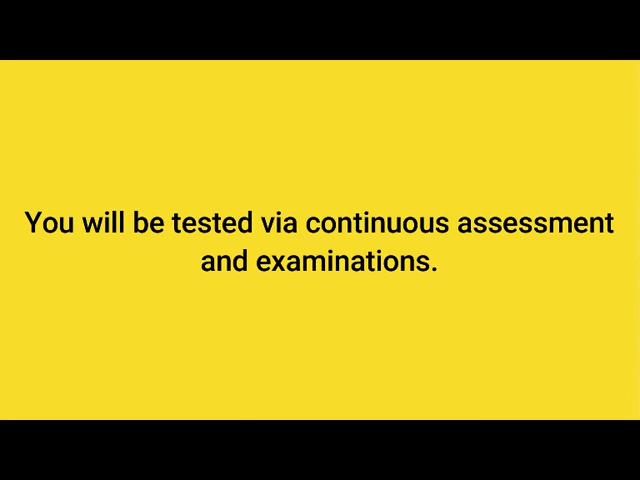 You will be tested via continuous assessment
and examinations.